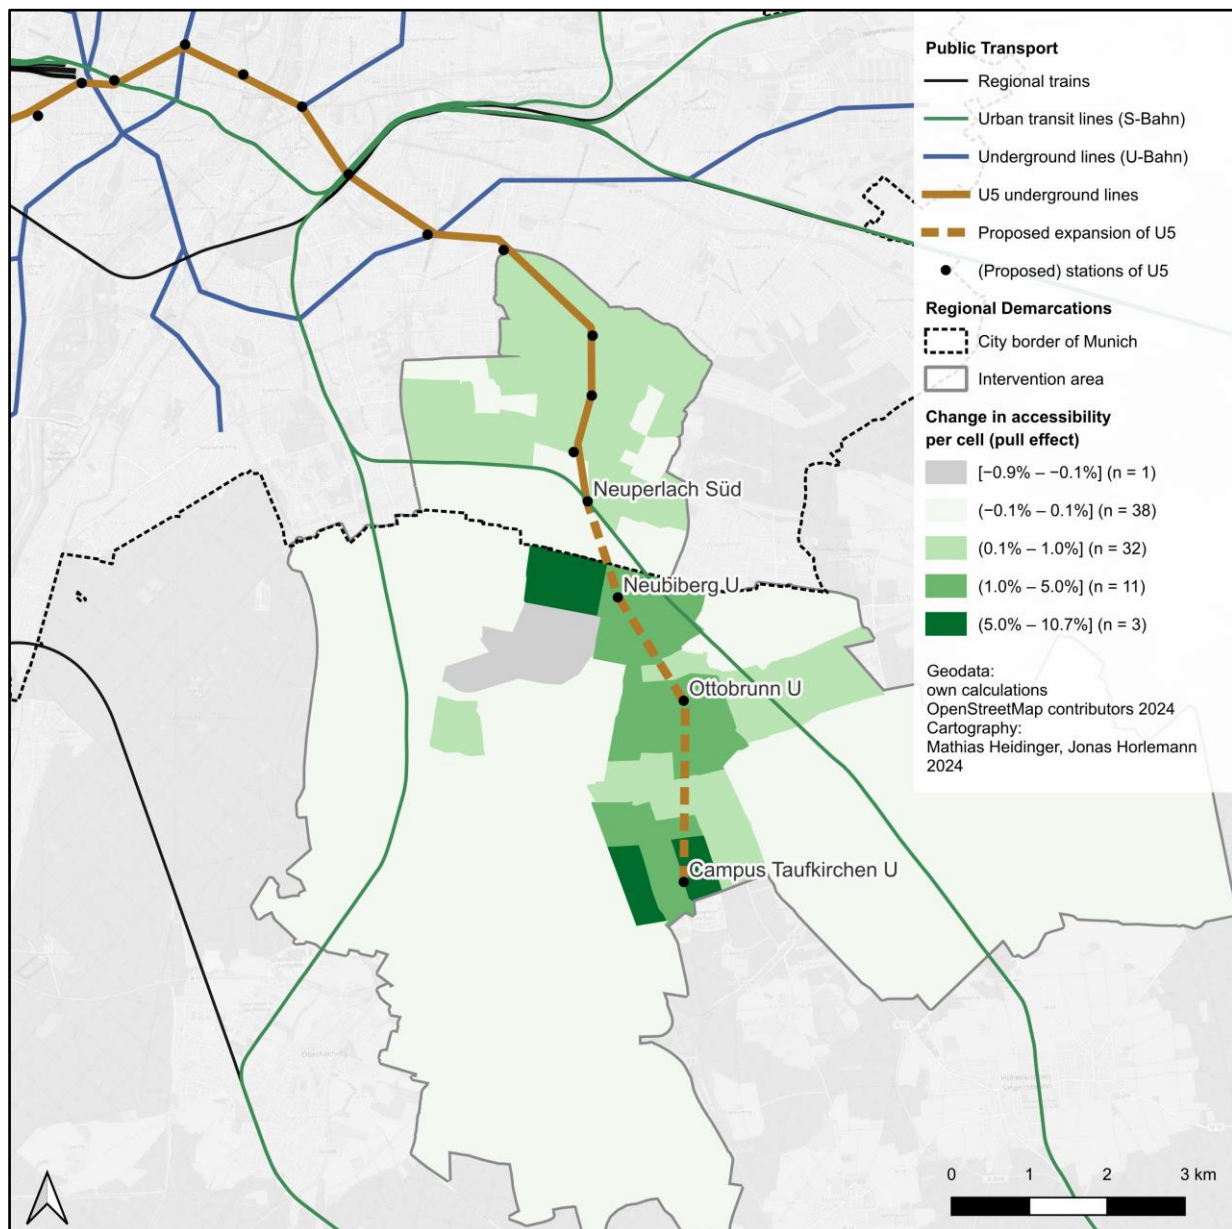 Public Transport
Regional trains
Urban transit lines (S-Bahn)
Underground lines (U-Bahn)
U5 underground lines
Proposed expansion of U5
(Proposed) stations of U5
Regional Demarcations
City border of Munich
Intervention area
Change in accessibility
per cell (pull effect)
[−0.9% – −0.1%] (n = 1)
(−0.1% – 0.1%] (n = 38)
(0.1% – 1.0%] (n = 32)
(1.0% – 5.0%] (n = 11)
(5.0% – 10.7%] (n = 3)
Geodata:
own calculations
OpenStreetMap contributors 2024
Cartography:
Mathias Heidinger, Jonas Horlemann
2024
Neuperlach Süd
Neubiberg U
Ottobrunn U
Campus Taufkirchen U
0 1 2 3 km